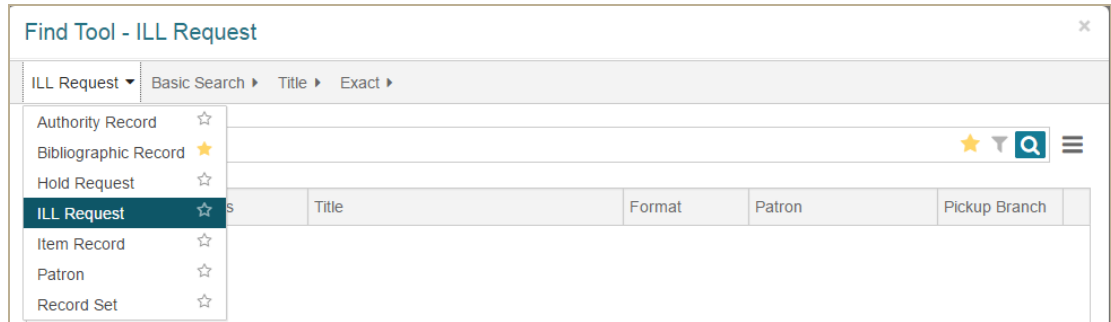 Find Tool - ILL Request
ILL Request Basic Search Title Exact
Authority Record
Bibliographic Record
Hold Request
ILL Request
s Title Format Patron Pickup Branch
Item Record
Patron
Record Set